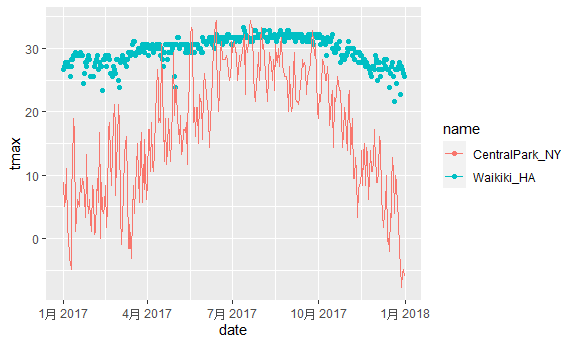 30
20
10
0
tmax
1月 2017
4月 2017
7月 2017
10月 2017
1月 2018
date
name
CentralPark_NY
Waikiki_HA